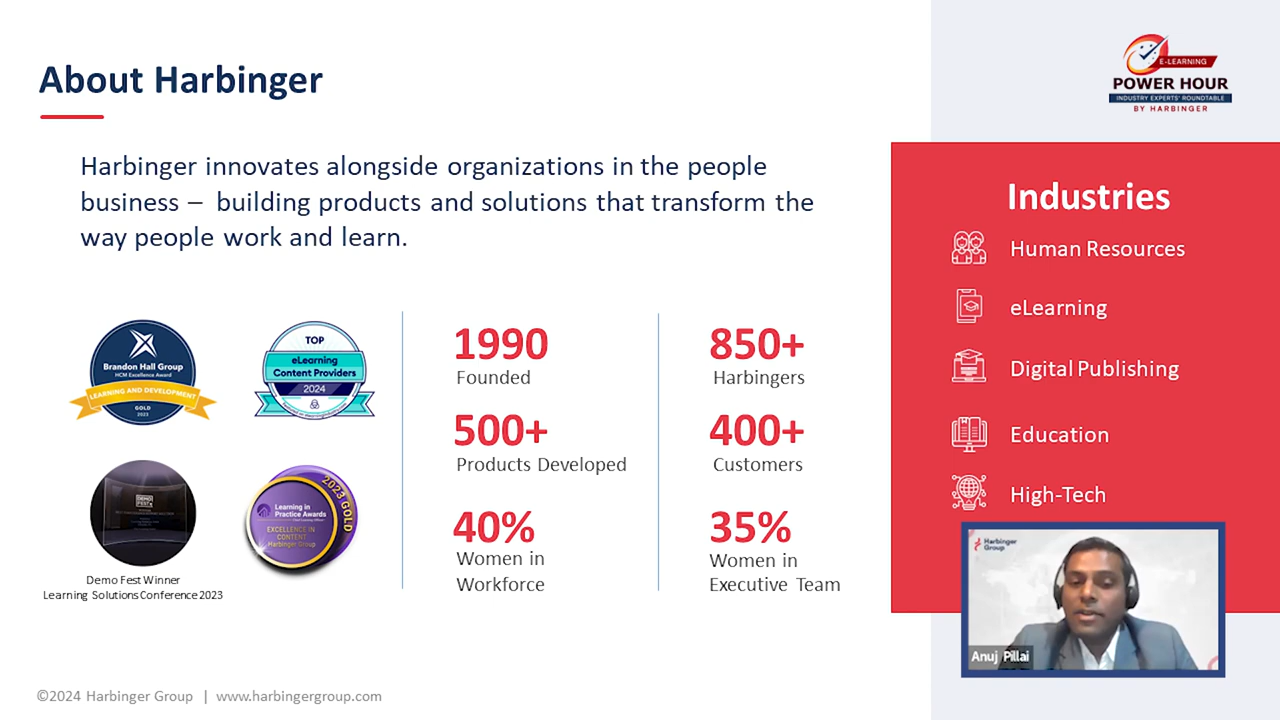 About Harbinger
E-LEARNING
POWER HOUR
INDUSTRY EXPERTS' ROUNDTABLE
BY HARBINGER
Harbinger innovates alongside organizations in the people
business – building products and solutions that transform the
way people work and learn.
Industries
Human Resources
eLearning
Digital Publishing
Education
High-Tech
Brandon Hall Group
HCM Excellence Award
LEARNING AND DEVELOPMENT
GOLD
TOP
eLearning
Content Providers
2024
DEMO
FEST
Demo Fest Winner
Learning Solutions Conference 2023
2023 GOLD
Learning in
Practice Awards
EXCELLENCE IN
CONTENT
Harbinger Group
1990
Founded
850+
Harbingers
500+
Products Developed
400+
Customers
40%
Women in
Workforce
35%
Women in
Executive Team
Harbinger
Group
Anuj Pillai
©2024 Harbinger Group | www.harbingergroup.com